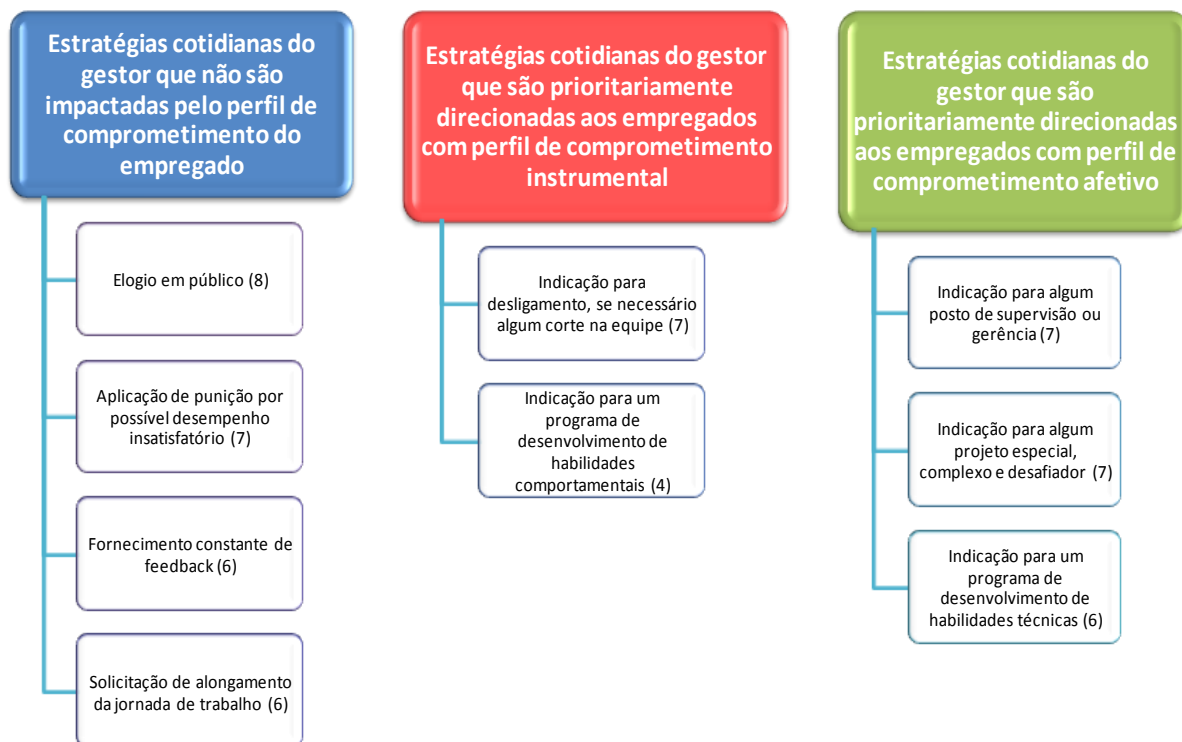 Estratégias cotidianas do
gestor que não são
impactadas pelo perfil de
comprometimento do
empregado
Elogio em público (8)
Aplicação de punição por
possível desempenho
insatisfatório (7)
Fornecimento constante de
feedback (6)
Solicitação de alongamento
da jornada de trabalho (6)
Estratégias cotidianas do gestor
que são prioritariamente
direcionadas aos empregados
com perfil de comprometimento
instrumental
Indicação para
desligamento, se necessário
algum corte na equipe (7)
Indicação para um
programa de
desenvolvimento de
habilidades
comportamentais (4)
Estratégias cotidianas do
gestor que são
prioritariamente direcionadas
aos empregados com perfil de
comprometimento afetivo
Indicação para algum
posto de supervisão ou
gerência (7)
Indicação para algum
projeto especial,
complexo e desafiador (7)
Indicação para um
programa de
desenvolvimento de
habilidades técnicas (6)